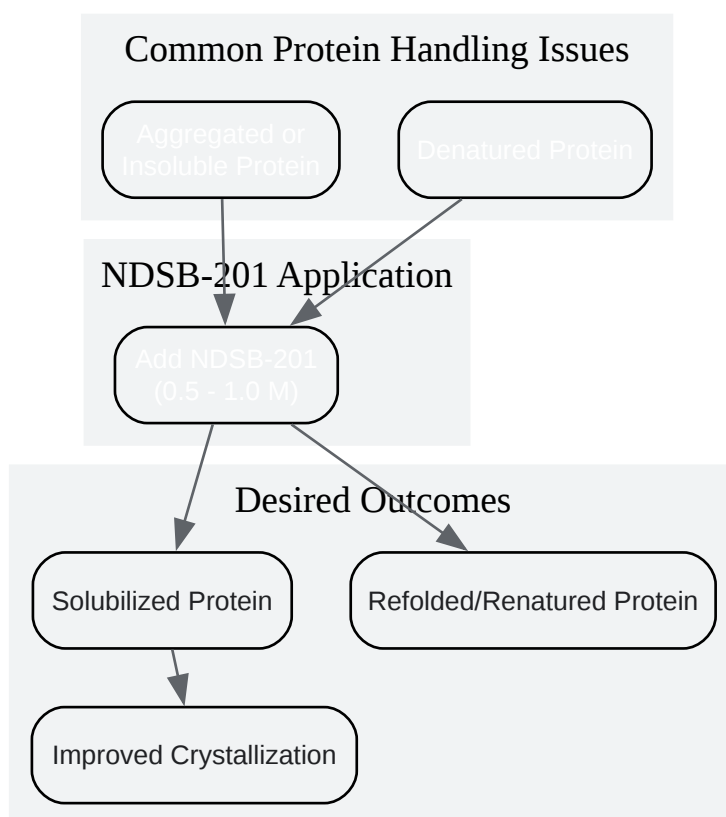 Common Protein Handling Issues
Aggregated or
Insoluble Protein
Denatured Protein
NDSB-201 Application
Add NDSB-201
(0.5 - 1.0 M)
Desired Outcomes
Solubilized Protein
Refolded/Renatured Protein
Improved Crystallization